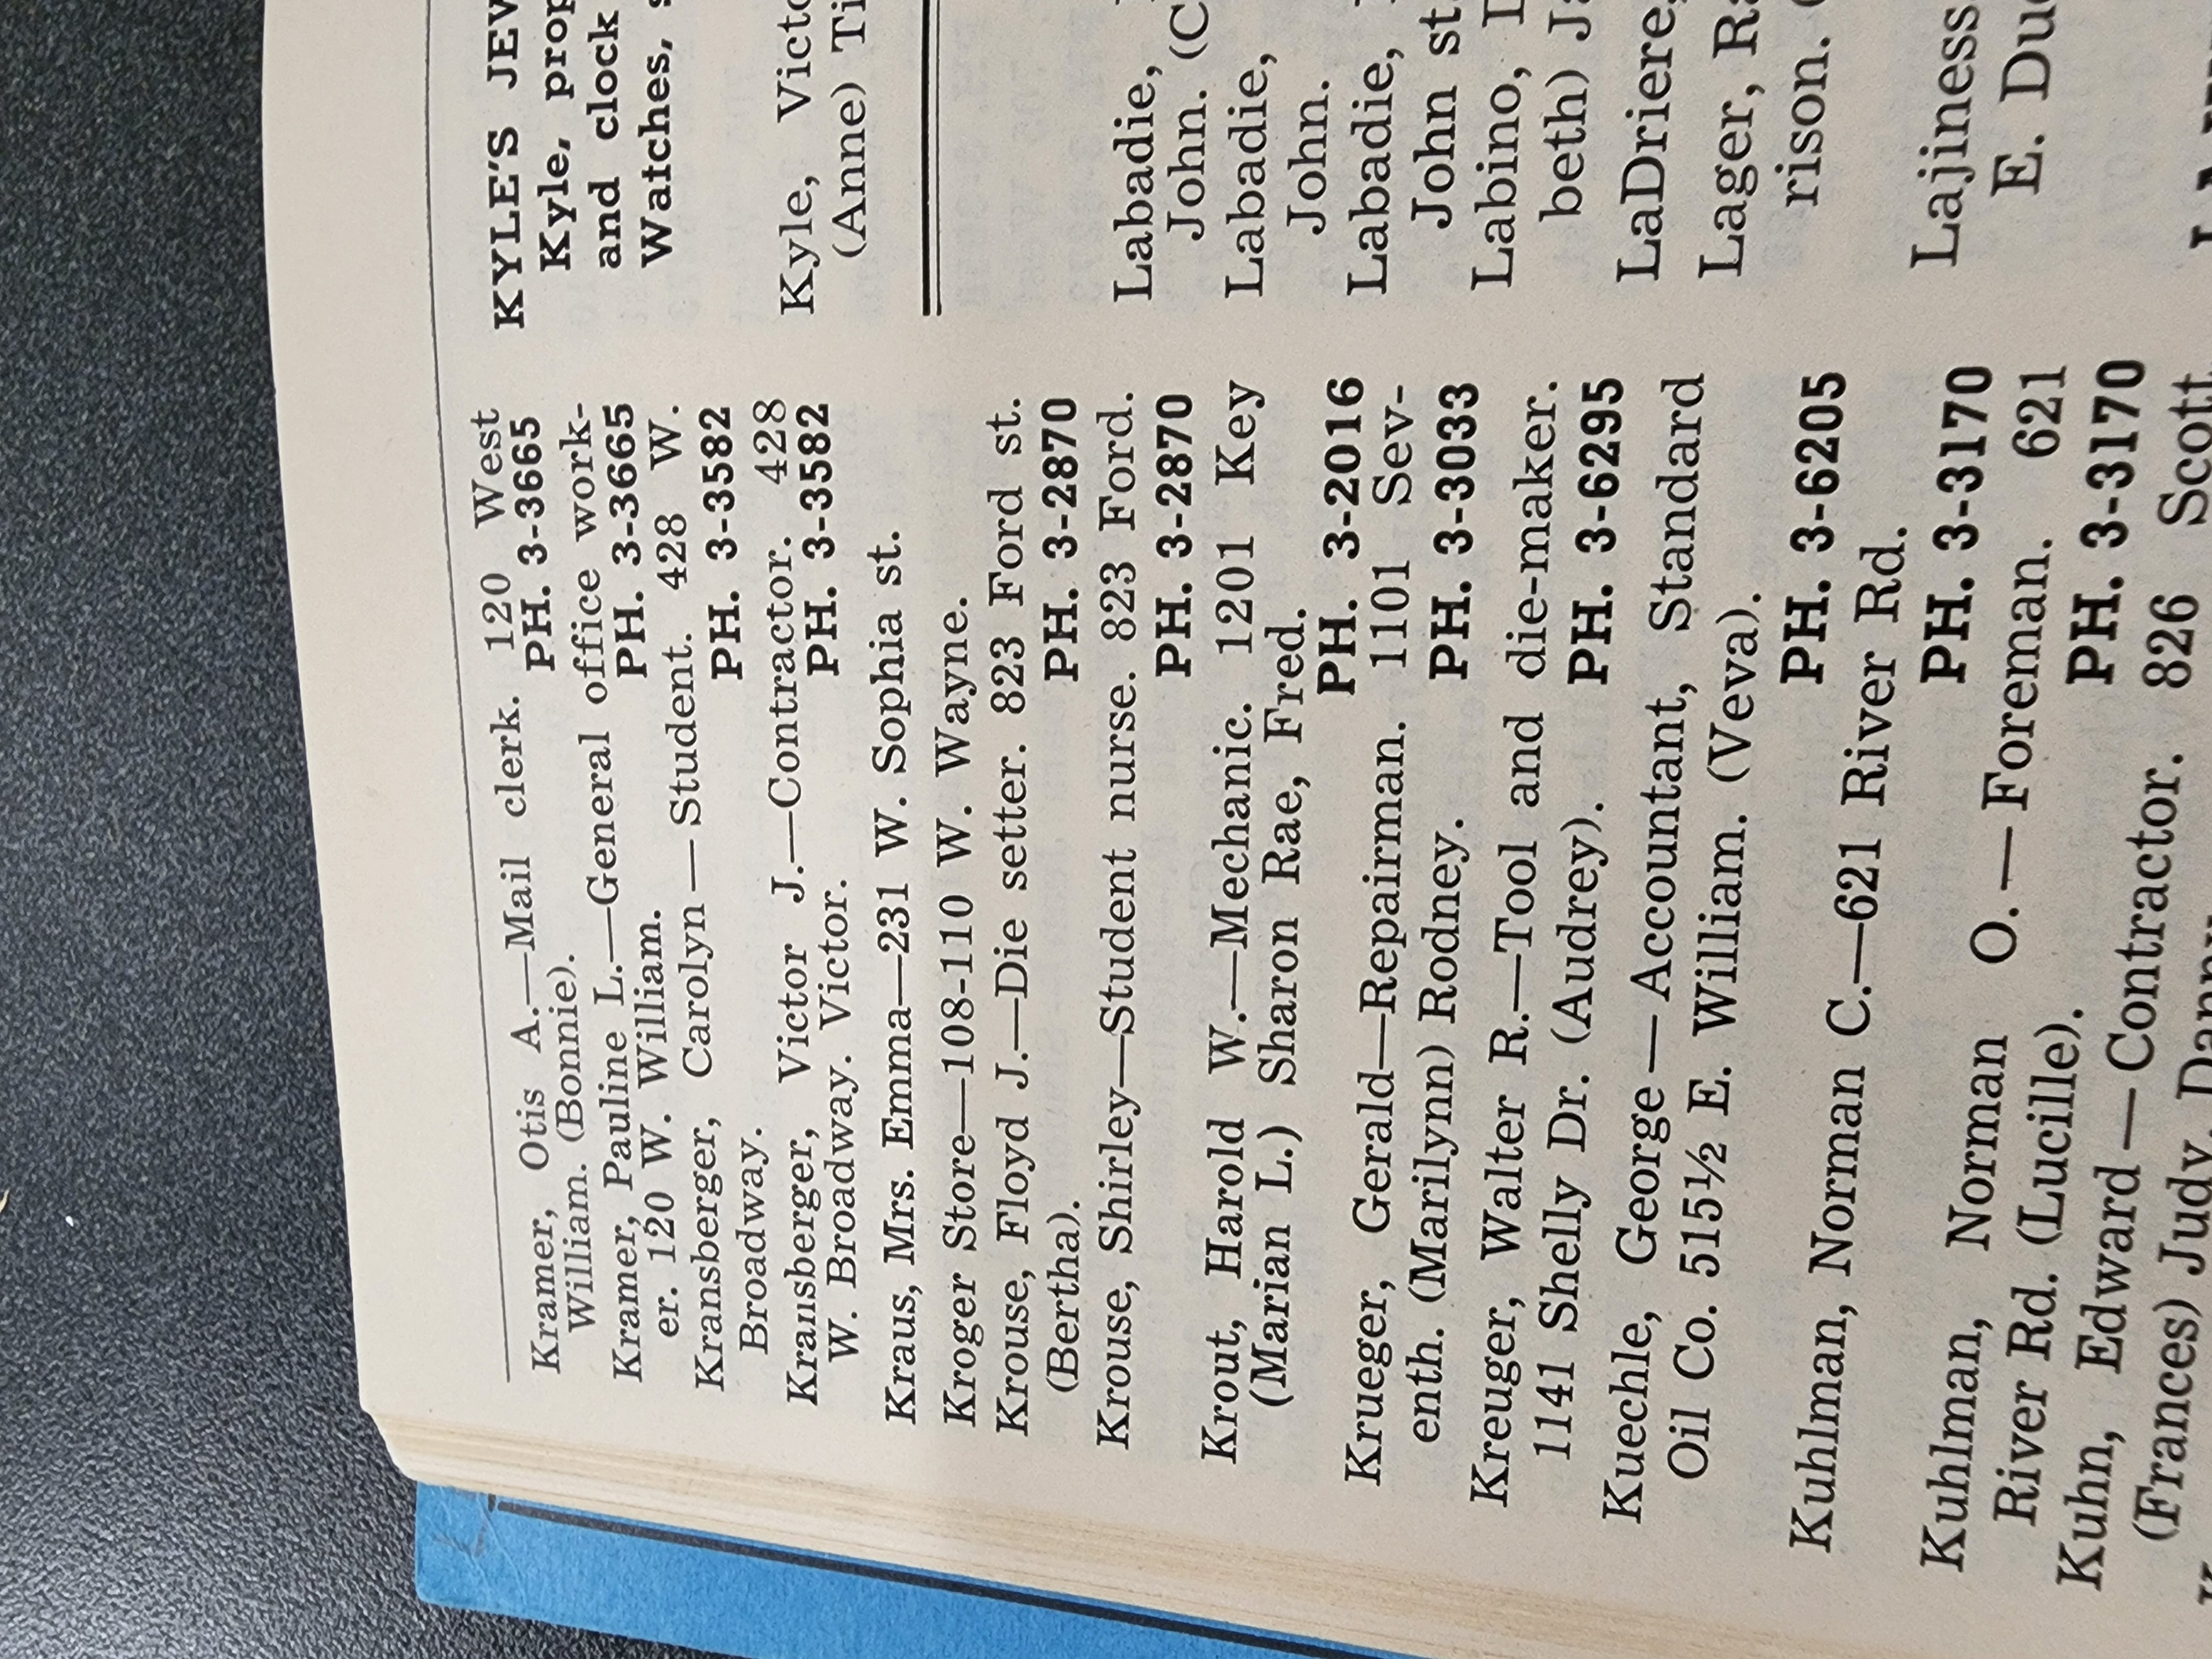 Kramer, Otis A.—Mail clerk. 120 West
William. (Bonnie). PH. 3-3665
Kramer, Pauline L.—General office work-
er. 120 W. William. PH. 3-3665
Kransberger, Carolyn — Student. 428 W.
Broadway. PH. 3-3582
Kransberger, Victor J.—Contractor. 428
W. Broadway. Victor. PH. 3-3582
Kraus, Mrs. Emma—231 W. Sophia st.
Kroger Store—108-110 W. Wayne.
Krouse, Floyd J.—Die setter. 823 Ford st.
(Bertha). PH. 3-2870
Krouse, Shirley—Student nurse. 823 Ford.
PH. 3-2870
Krout, Harold W.—Mechanic. 1201 Key
(Marian L.) Sharon Rae, Fred.
PH. 3-2016
Krueger, Gerald—Repairman. 1101 Sev-
enth. (Marilynn) Rodney. PH. 3-3033
Kreuger, Walter R.—Tool and die-maker.
1141 Shelly Dr. (Audrey). PH. 3-6295
Kuechle, George — Accountant, Standard
Oil Co. 515½ E. William. (Veva).
PH. 3-6205
Kuhlman, Norman C.—621 River Rd.
PH. 3-3170
Kuhlman, Norman O. — Foreman. 621
River Rd. (Lucille). PH. 3-3170
Kuhn, Edward — Contractor. 826 Scott
(Frances) Judy,
KYLE'S
Kyle,
and clock
Watches,
Kyle,
(Anne)
Labadie,
John.
Labadie,
John.
Labadie,
John st.
Labino,
beth)
LaDriere,
Lager,
rison.
Lajiness
E.